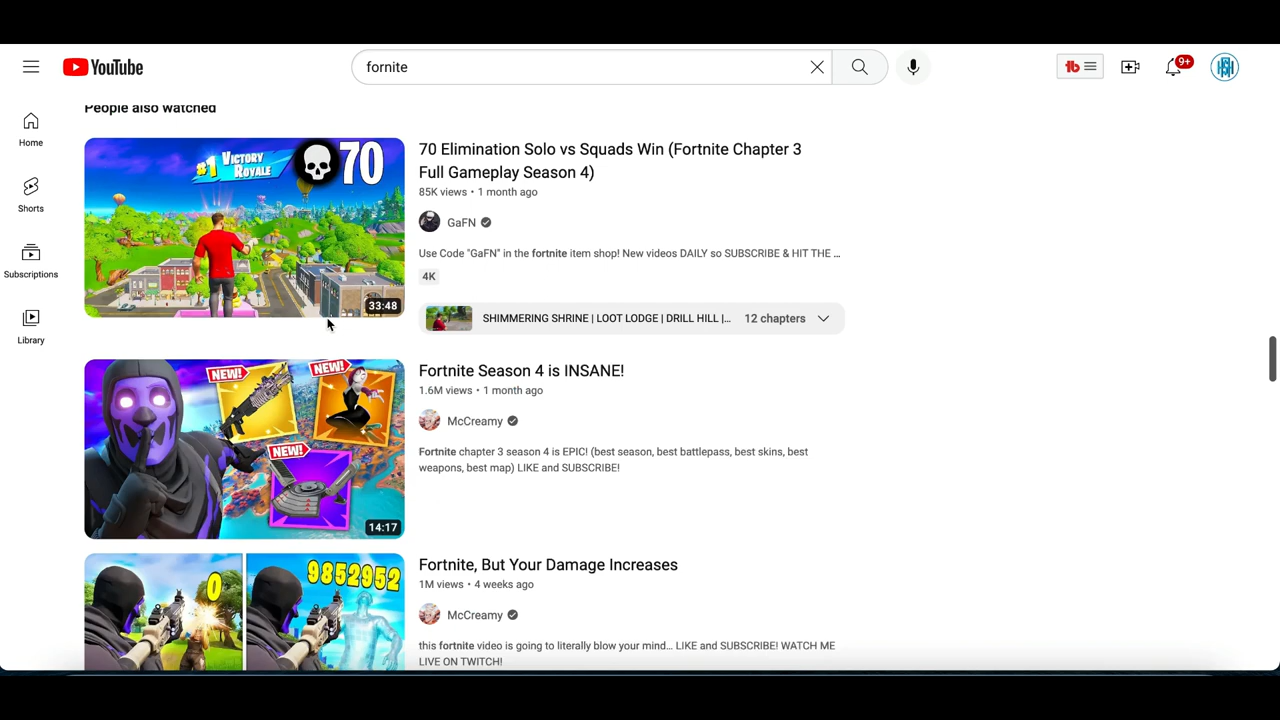 YouTube
fornite
9+
People also watched
Home
Shorts
Subscriptions
Library
#1 VICTORY ROYALE
70
33:48
70 Elimination Solo vs Squads Win (Fortnite Chapter 3
Full Gameplay Season 4)
85K views • 1 month ago
GaFN
Use Code "GaFN" in the fortnite item shop! New videos DAILY so SUBSCRIBE & HIT THE ...
4K
SHIMMERING SHRINE | LOOT LODGE | DRILL HILL |... 12 chapters
NEW!
NEW!
NEW!
14:17
Fortnite Season 4 is INSANE!
1.6M views • 1 month ago
McCreamy
Fortnite chapter 3 season 4 is EPIC! (best season, best battlepass, best skins, best
weapons, best map) LIKE and SUBSCRIBE!
0
9852952
Fortnite, But Your Damage Increases
1M views • 4 weeks ago
McCreamy
this fortnite video is going to literally blow your mind... LIKE and SUBSCRIBE! WATCH ME
LIVE ON TWITCH!